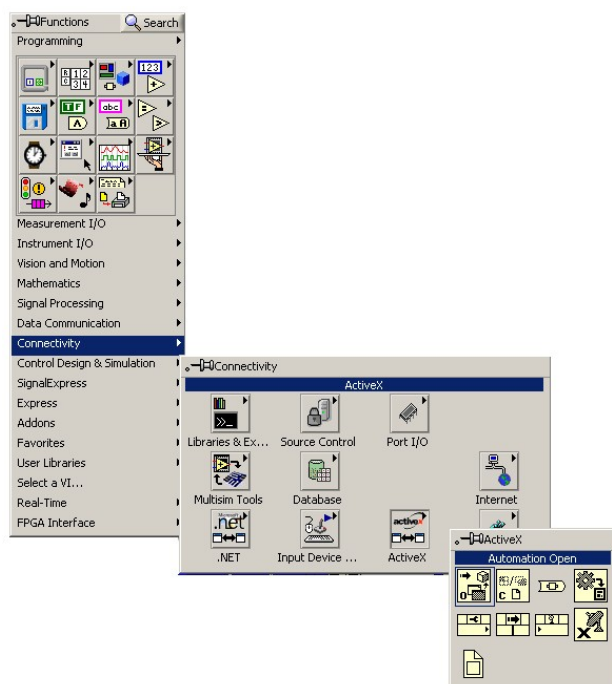 Functions
Search
Programming
Measurement I/O
Instrument I/O
Vision and Motion
Mathematics
Signal Processing
Data Communication
Connectivity
Control Design & Simulation
SignalExpress
Express
Addons
Favorites
User Libraries
Select a VI...
Real-Time
FPGA Interface
Connectivity
ActiveX
Libraries & Ex... Source Control Port I/O
Multisim Tools Database Internet
.NET Input Device ... ActiveX
ActiveX
Automation Open